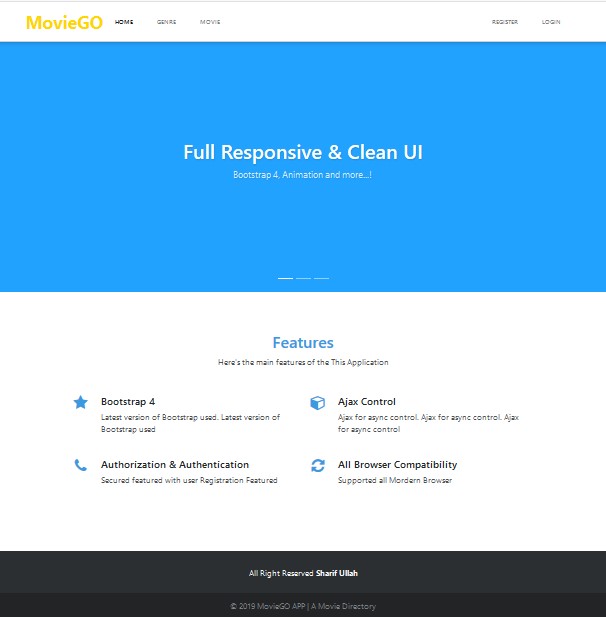 MovieGO HOME GENRE MOVIE REGISTER LOGIN
Full Responsive & Clean UI
Bootstrap 4, Animation and more...!
Features
Here's the main features of the This Application
Bootstrap 4
Latest version of Bootstrap used. Latest version of
Bootstrap used
Ajax Control
Ajax for async control. Ajax for async control. Ajax
for async control
Authorization & Authentication
Secured featured with user Registration Featured
All Browser Compatibility
Supported all Mordern Browser
All Right Reserved Sharif Ullah
© 2019 MovieGO APP | A Movie Directory